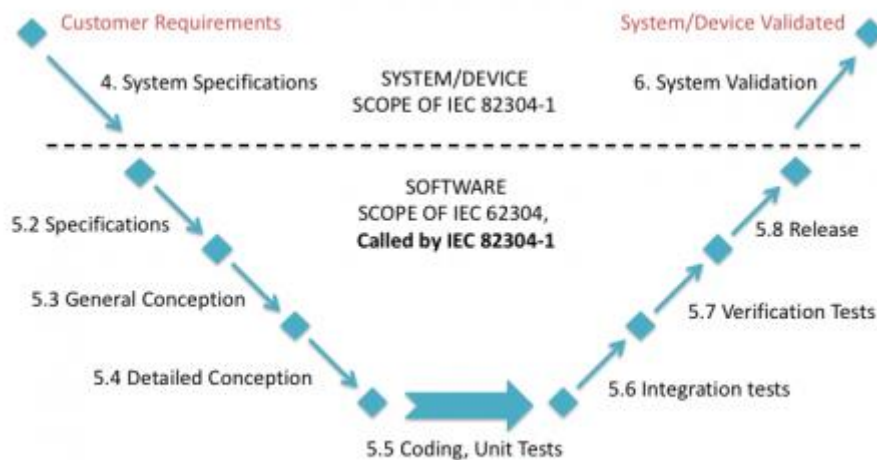 Customer Requirements
System/Device Validated
4. System Specifications
SYSTEM/DEVICE
SCOPE OF IEC 82304-1
6. System Validation
SOFTWARE
SCOPE OF IEC 62304,
Called by IEC 82304-1
5.2 Specifications
5.8 Release
5.3 General Conception
5.7 Verification Tests
5.4 Detailed Conception
5.6 Integration tests
5.5 Coding, Unit Tests